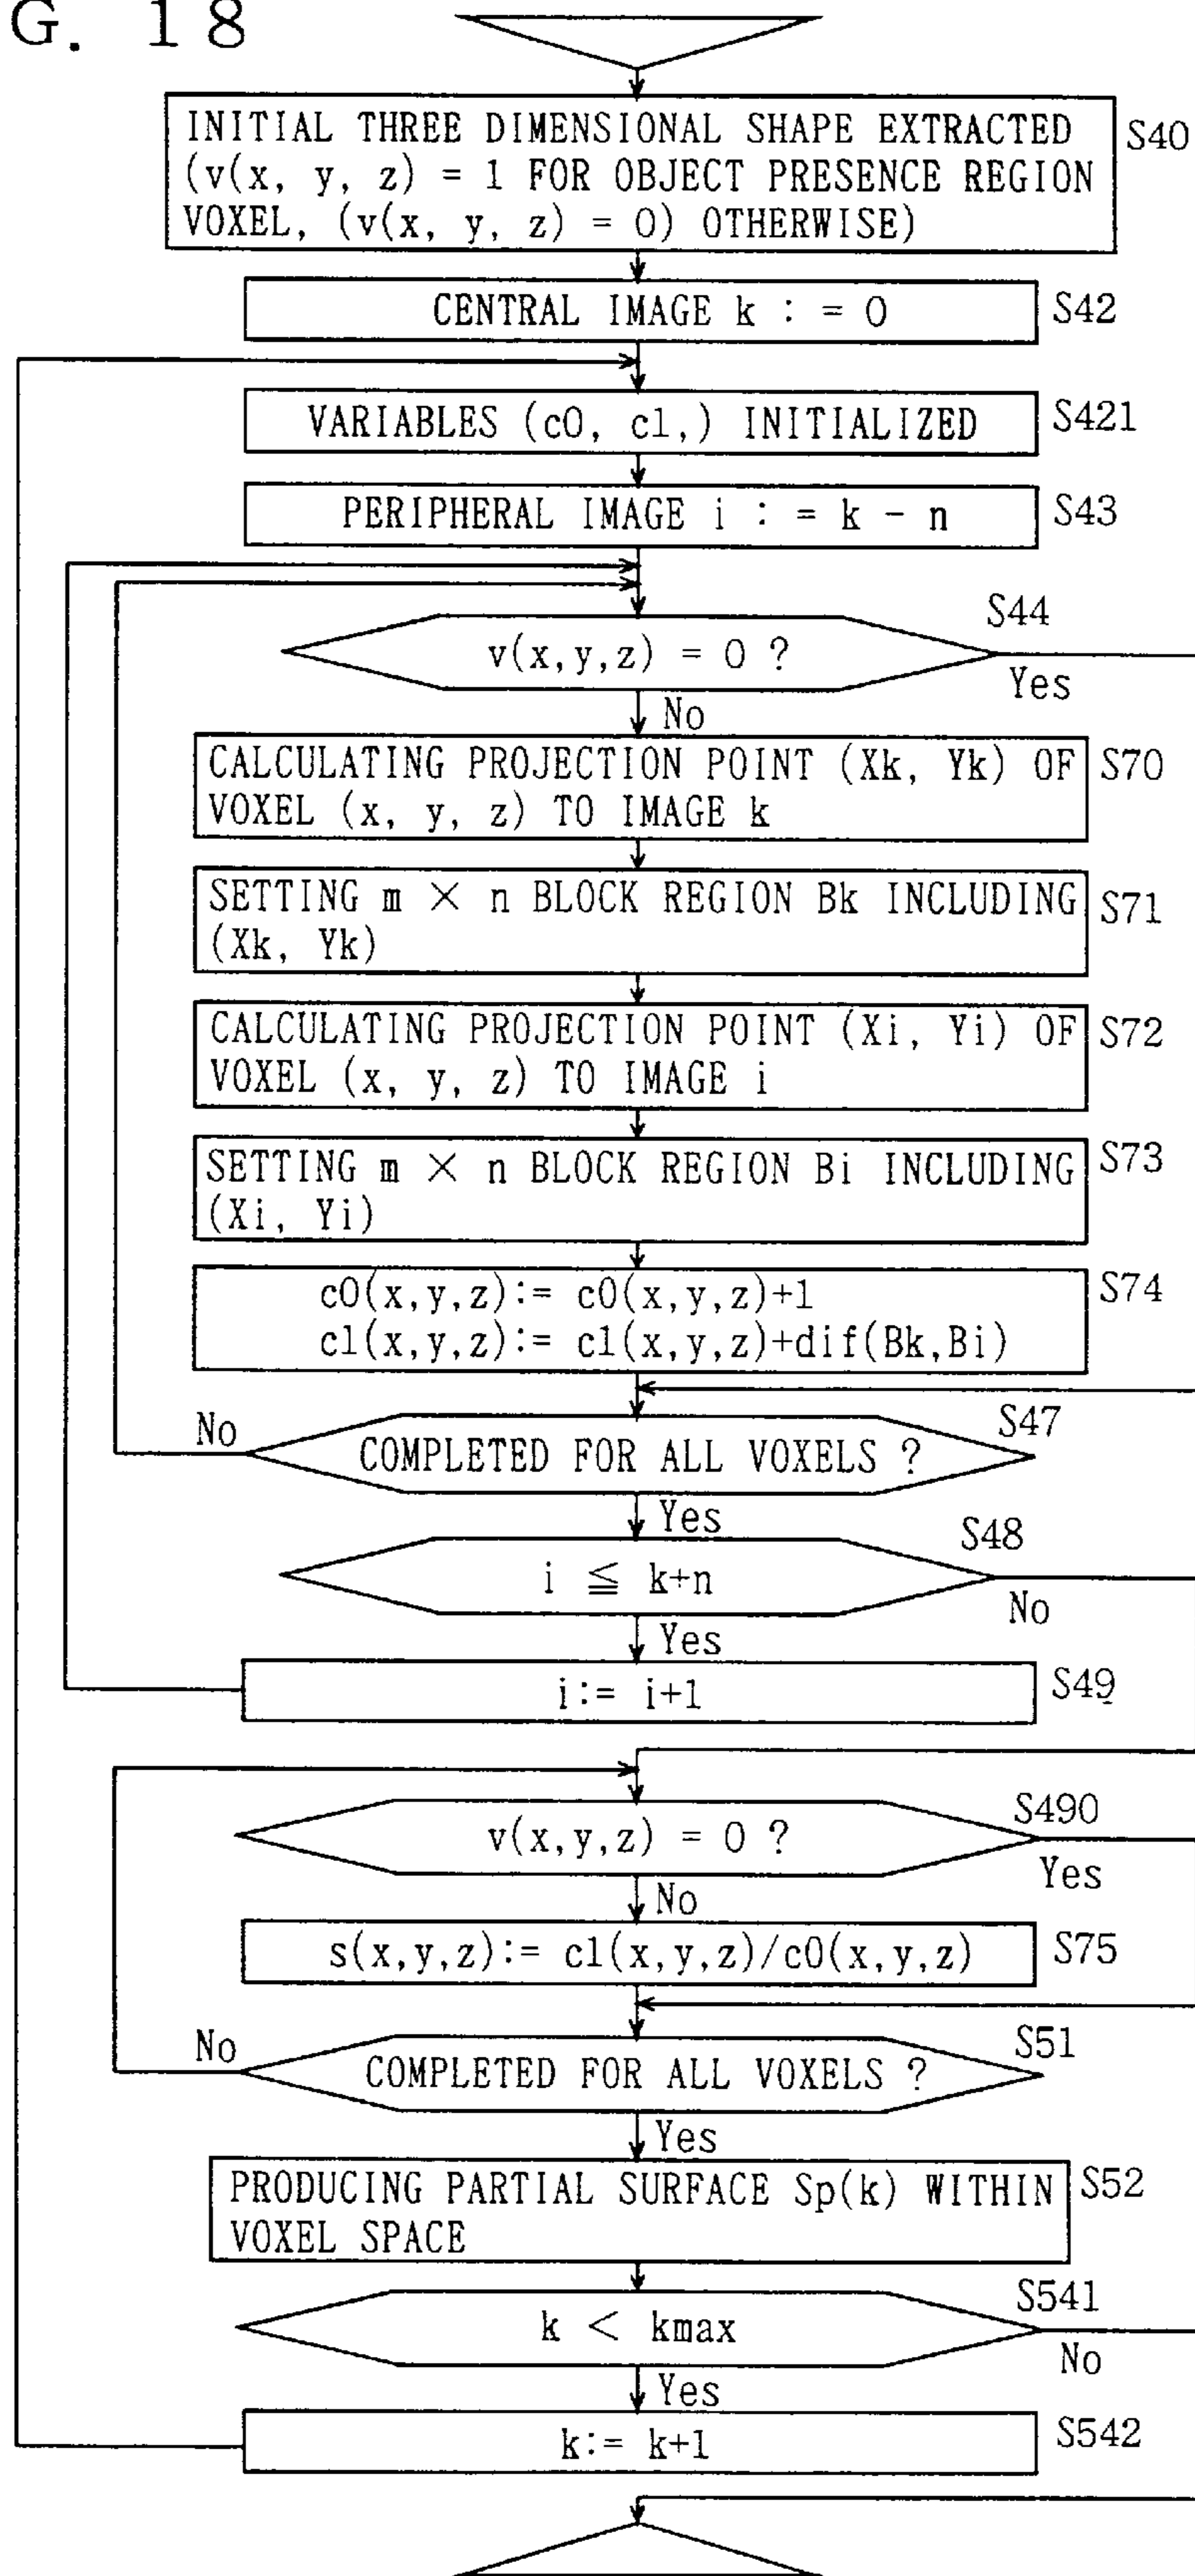 G. 18
INITIAL THREE DIMENSIONAL SHAPE EXTRACTED
(v(x, y, z) = 1 FOR OBJECT PRESENCE REGION
VOXEL, (v(x, y, z) = 0) OTHERWISE)
S40
CENTRAL IMAGE k : = 0
S42
VARIABLES (c0, c1,) INITIALIZED
S421
PERIPHERAL IMAGE i : = k - n
S43
v(x,y,z) = 0 ?
S44
Yes
No
CALCULATING PROJECTION POINT (Xk, Yk) OF
VOXEL (x, y, z) TO IMAGE k
S70
SETTING m × n BLOCK REGION Bk INCLUDING
(Xk, Yk)
S71
CALCULATING PROJECTION POINT (Xi, Yi) OF
VOXEL (x, y, z) TO IMAGE i
S72
SETTING m × n BLOCK REGION Bi INCLUDING
(Xi, Yi)
S73
c0(x,y,z):= c0(x,y,z)+1
c1(x,y,z):= c1(x,y,z)+dif(Bk,Bi)
S74
No
COMPLETED FOR ALL VOXELS ?
S47
Yes
i ≦ k+n
S48
No
Yes
i:= i+1
S49
v(x,y,z) = 0 ?
S490
Yes
No
s(x,y,z):= c1(x,y,z)/c0(x,y,z)
S75
No
COMPLETED FOR ALL VOXELS ?
S51
Yes
PRODUCING PARTIAL SURFACE Sp(k) WITHIN
VOXEL SPACE
S52
k < kmax
S541
No
Yes
k:= k+1
S542